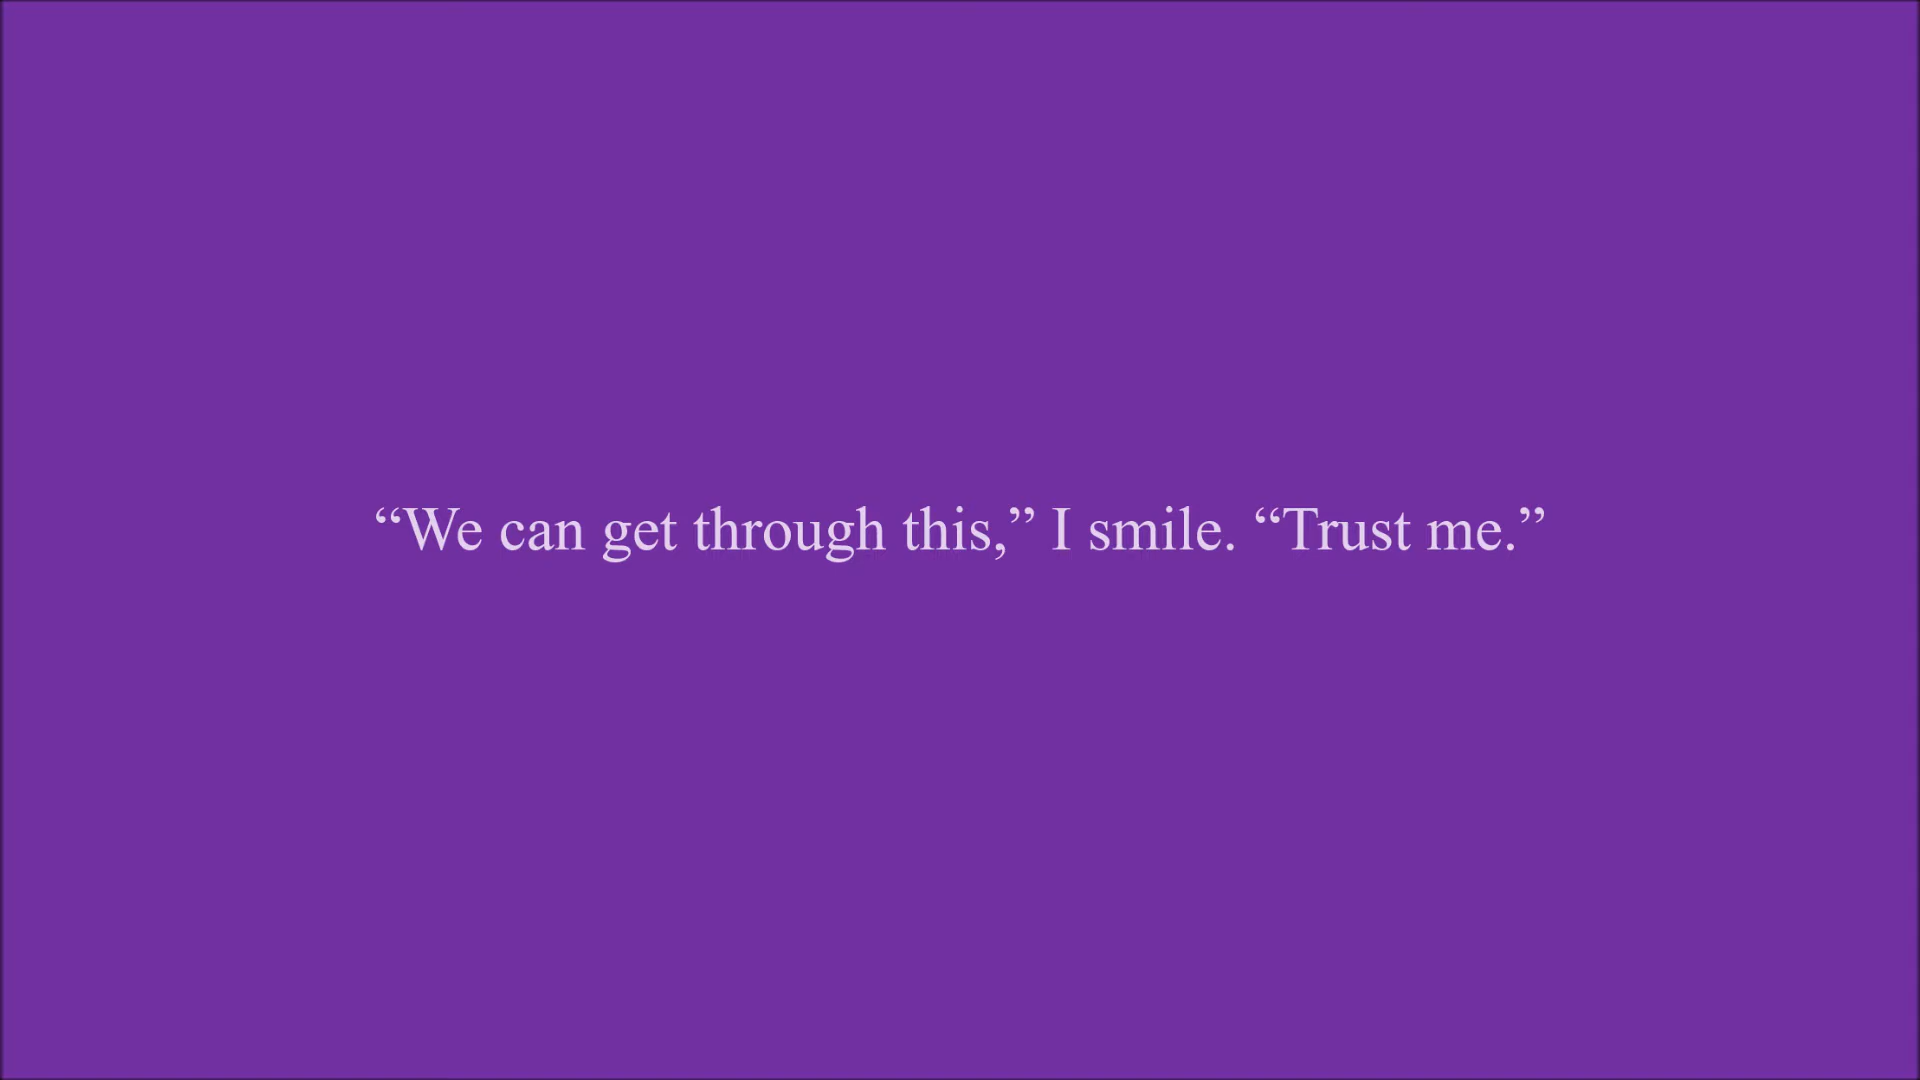 “We can get through this,” I smile. “Trust me.”